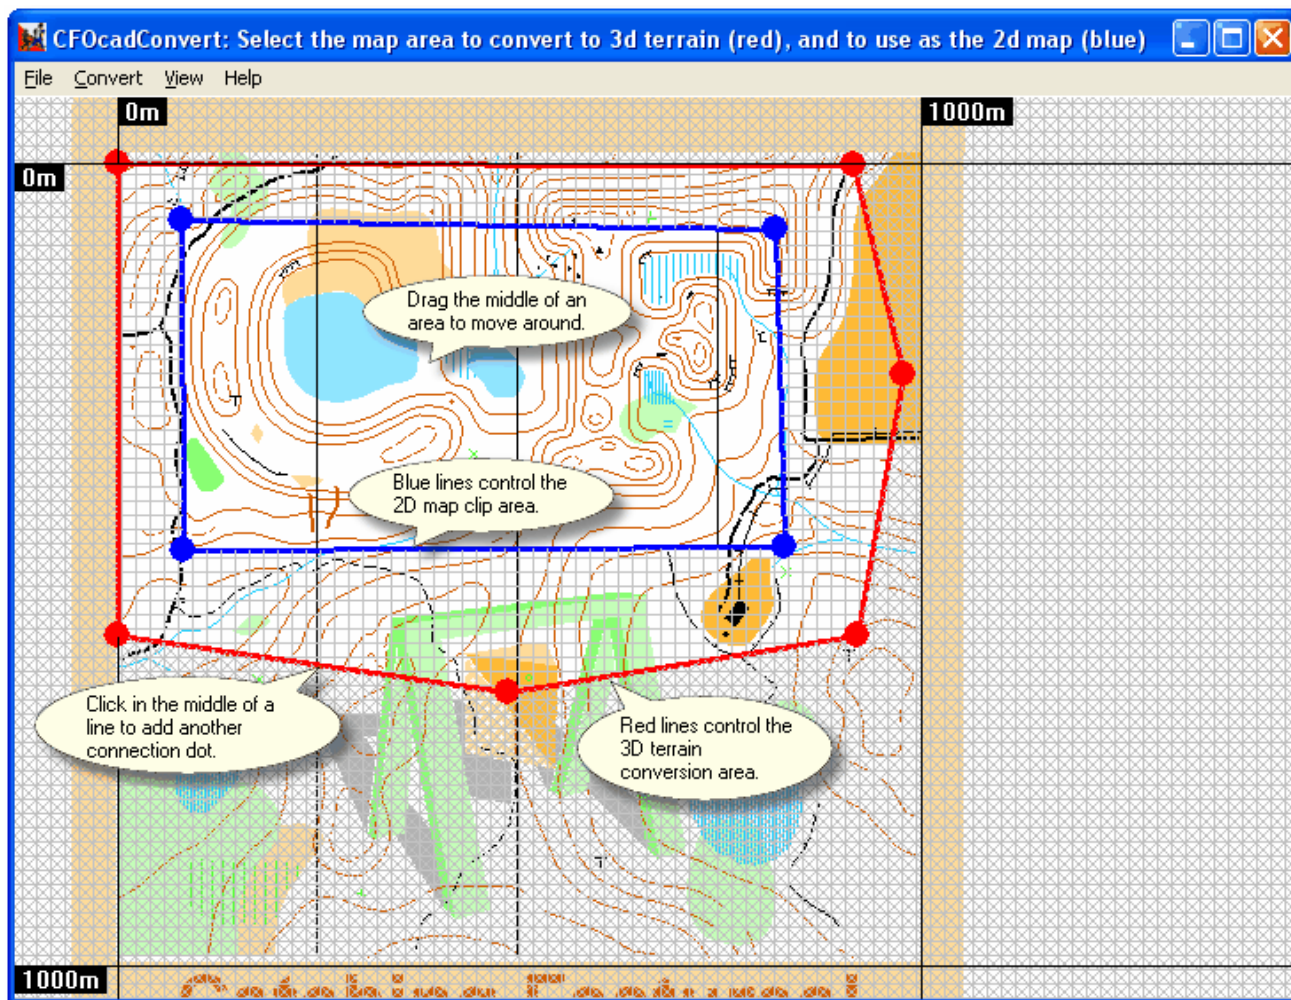 CFOcadConvert: Select the map area to convert to 3d terrain (red), and to use as the 2d map (blue)
File Convert View Help
0m
1000m
0m
Drag the middle of an
area to move around.
Blue lines control the
2D map clip area.
Click in the middle of a
line to add another
connection dot.
Red lines control the
3D terrain
conversion area.
1000m